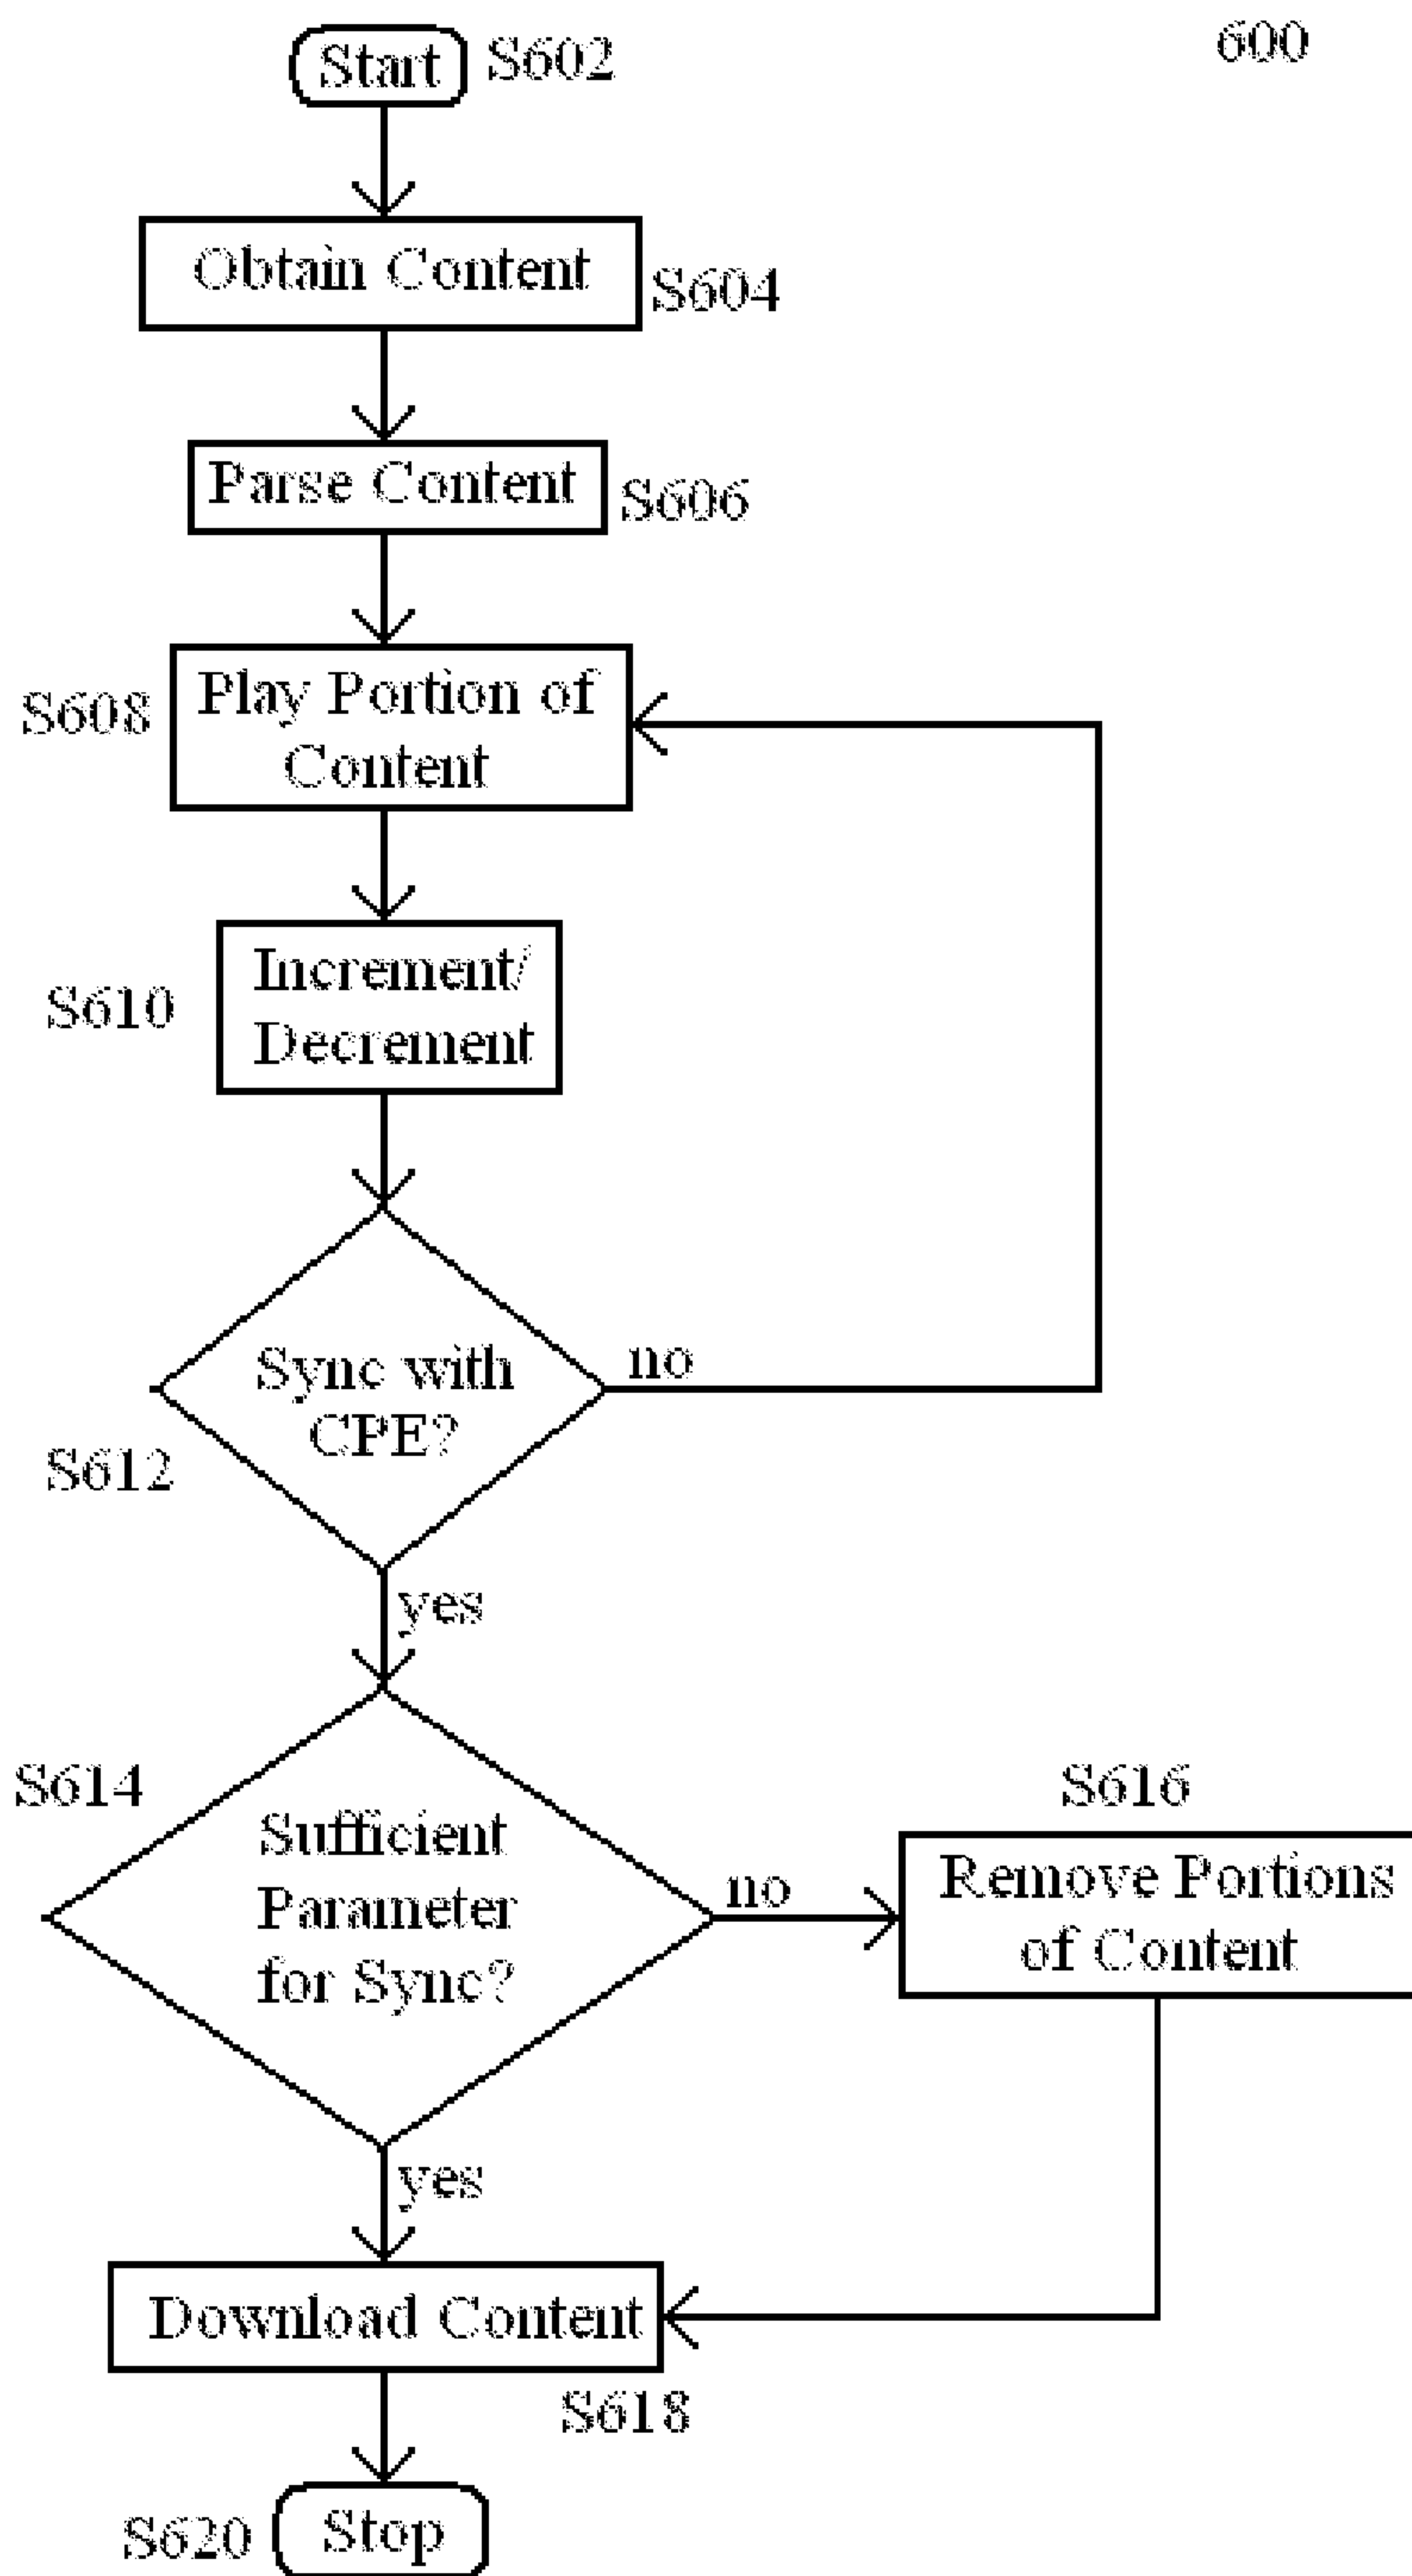 600
Start
S602
Obtain Content
S604
Parse Content
S606
Play Portion of
Content
S608
Increment/
Decrement
S610
Sync with
CPE?
S612
no
yes
S614
Sufficient
Parameter
for Sync?
no
S616
Remove Portions
of Content
yes
Download Content
S618
Stop
S620